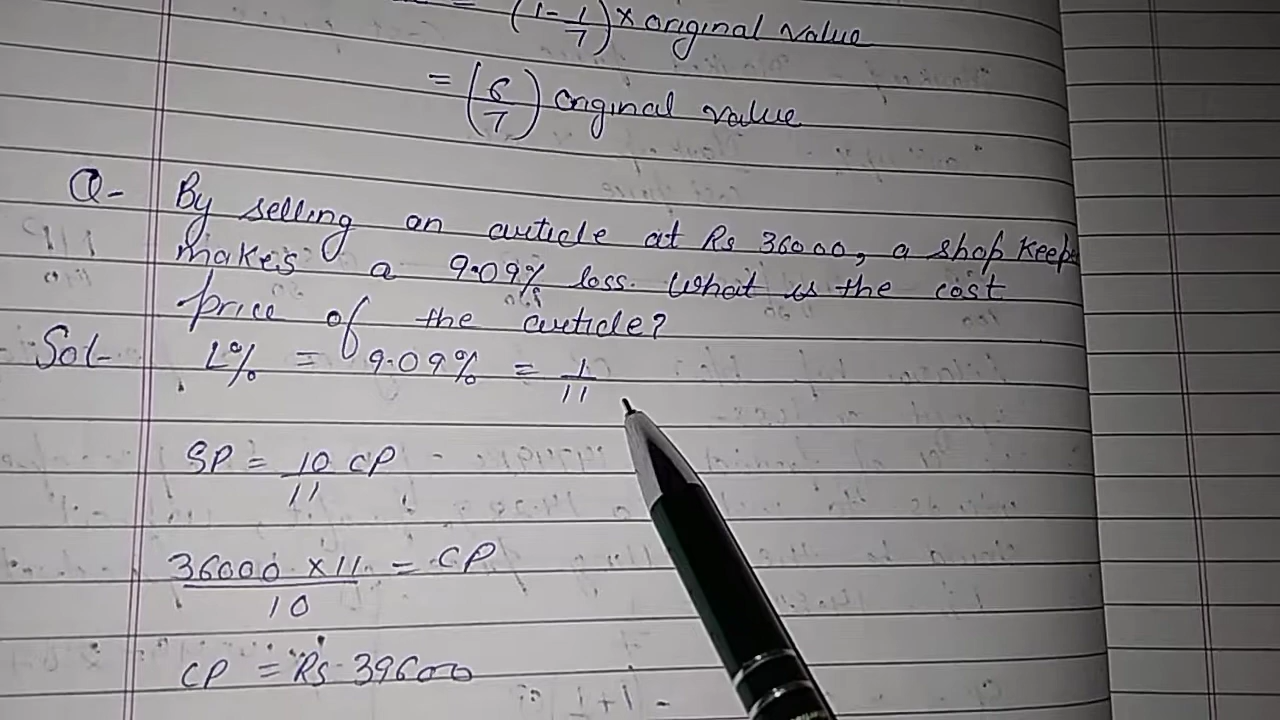 = (1-1/7) × original value
= (6/7) original value
Q- By selling an article at Rs 36000, a shop keep
makes a 9.09% loss. What is the cost
price of the article?
Sol- L% = 9.09% = 1/11
SP = 10/11 CP
36000 × 11/10 = CP
CP = Rs 39600